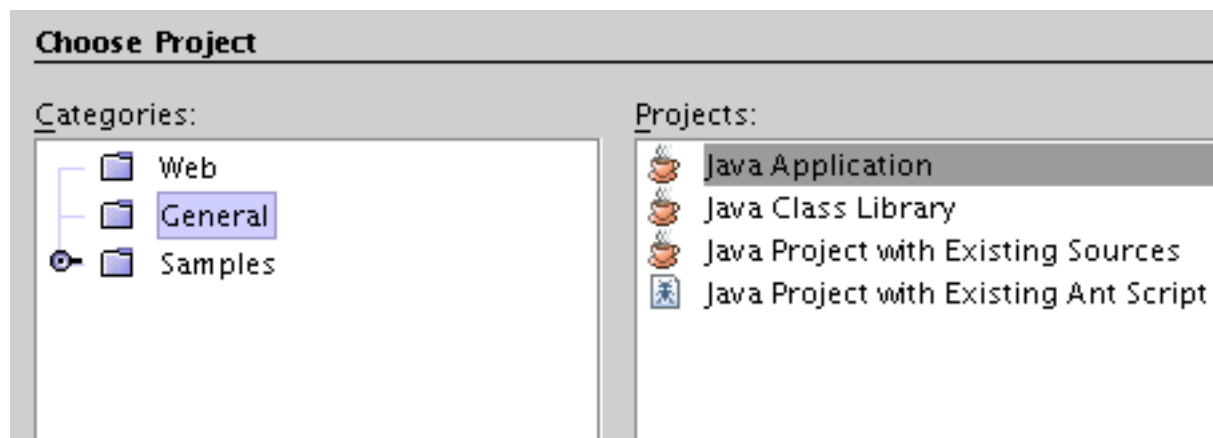 Choose Project
Categories:
Web
General
Samples
Projects:
Java Application
Java Class Library
Java Project with Existing Sources
Java Project with Existing Ant Script